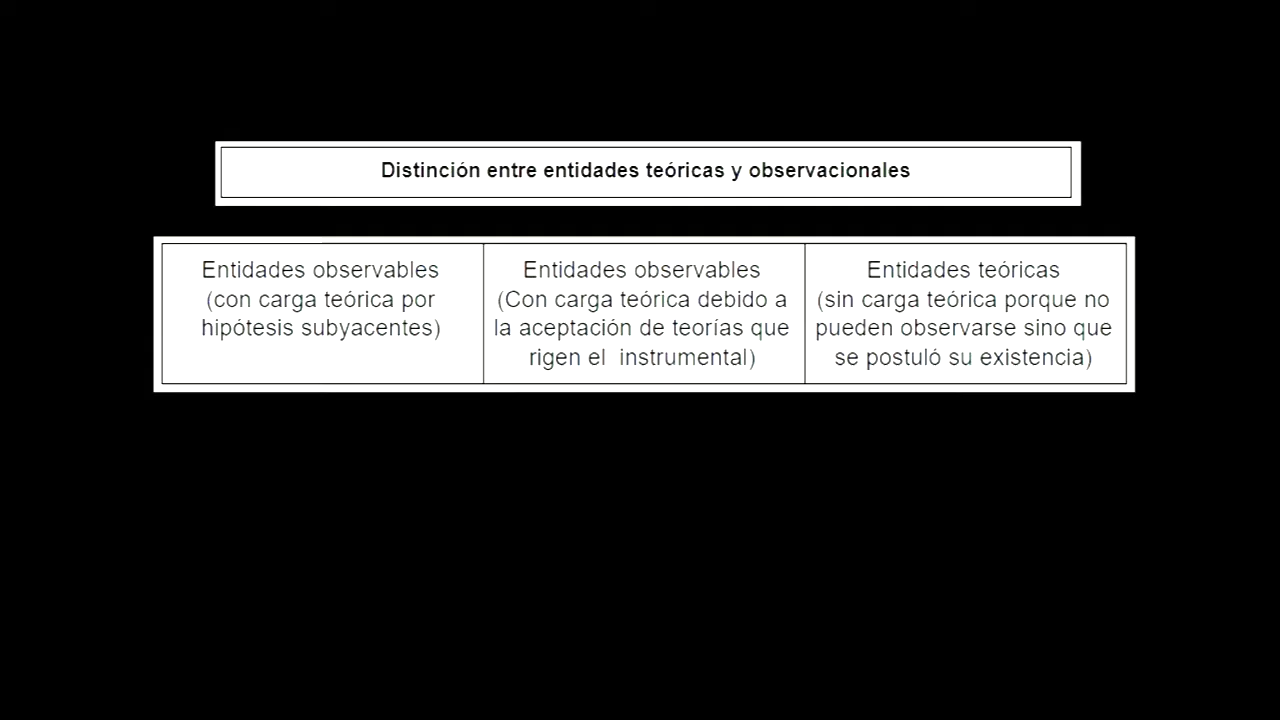 Distinción entre entidades teóricas y observacionales
Entidades observables
(con carga teórica por
hipótesis subyacentes)
Entidades observables
(Con carga teórica debido a
la aceptación de teorías que
rigen el instrumental)
Entidades teóricas
(sin carga teórica porque no
pueden observarse sino que
se postuló su existencia)